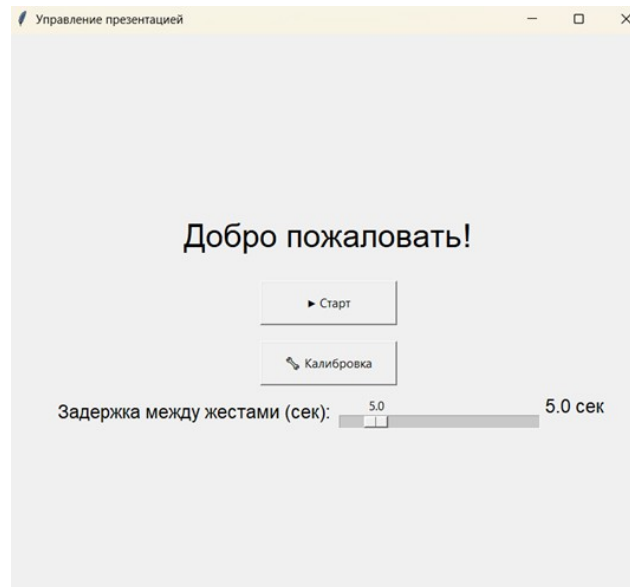 Управление презентацией
Добро пожаловать!
► Старт
🔧 Калибровка
Задержка между жестами (сек): 5.0 5.0 сек